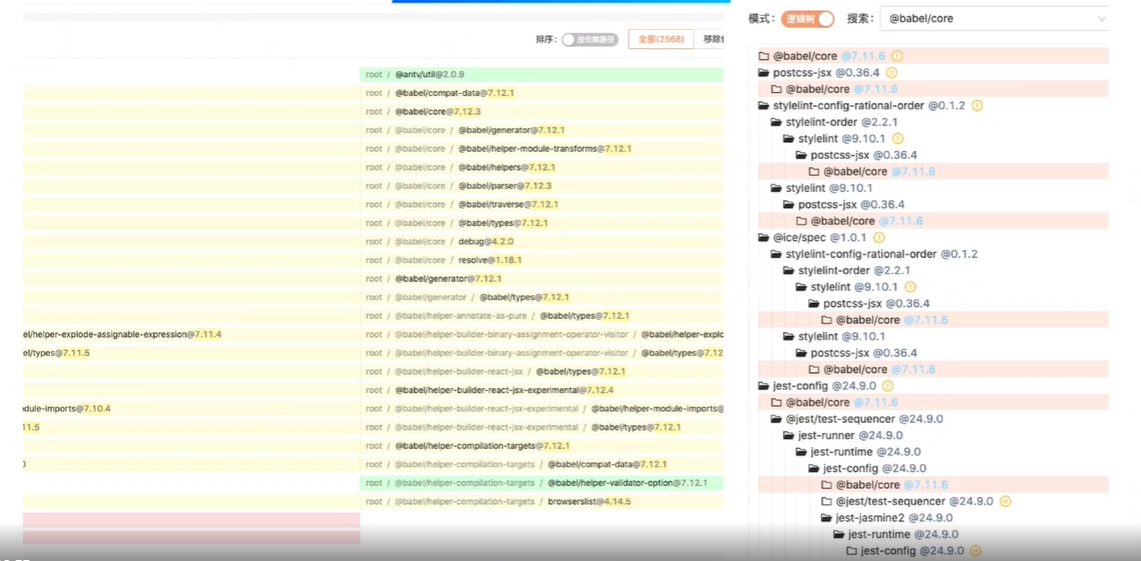 排序: 按依赖路径 全部(2568) 移除
root / @antv/util@2.0.9
root / @babel/compat-data@7.12.1
root / @babel/core@7.12.3
root / @babel/core / @babel/generator@7.12.1
root / @babel/core / @babel/helper-module-transforms@7.12.1
root / @babel/core / @babel/helpers@7.12.1
root / @babel/core / @babel/parser@7.12.3
root / @babel/core / @babel/traverse@7.12.1
root / @babel/core / @babel/types@7.12.1
root / @babel/core / debug@4.2.0
root / @babel/core / resolve@1.18.1
root / @babel/generator@7.12.1
root / @babel/generator / @babel/types@7.12.1
root / @babel/helper-annotate-as-pure / @babel/types@7.12.1
el/helper-explode-assignable-expression@7.11.4
root / @babel/helper-builder-binary-assignment-operator-visitor / @babel/helper-explo
el/types@7.11.5
root / @babel/helper-builder-binary-assignment-operator-visitor / @babel/types@7.12
root / @babel/helper-builder-react-jsx / @babel/types@7.12.1
root / @babel/helper-builder-react-jsx-experimental@7.12.4
dule-imports@7.10.4
root / @babel/helper-builder-react-jsx-experimental / @babel/helper-module-imports@
11.5
root / @babel/helper-builder-react-jsx-experimental / @babel/types@7.12.1
root / @babel/helper-compilation-targets@7.12.1
root / @babel/helper-compilation-targets / @babel/compat-data@7.12.1
root / @babel/helper-compilation-targets / @babel/helper-validator-option@7.12.1
root / @babel/helper-compilation-targets / browserslist@4.14.5
模式: 逻辑树 搜索: @babel/core
@babel/core @7.11.6
postcss-jsx @0.36.4
@babel/core @7.11.6
stylelint-config-rational-order @0.1.2
stylelint-order @2.2.1
stylelint @9.10.1
postcss-jsx @0.36.4
@babel/core @7.11.6
stylelint @9.10.1
postcss-jsx @0.36.4
@babel/core @7.11.6
@ice/spec @1.0.1
stylelint-config-rational-order @0.1.2
stylelint-order @2.2.1
stylelint @9.10.1
postcss-jsx @0.36.4
@babel/core @7.11.6
stylelint @9.10.1
postcss-jsx @0.36.4
@babel/core @7.11.6
jest-config @24.9.0
@babel/core @7.11.6
@jest/test-sequencer @24.9.0
jest-runner @24.9.0
jest-runtime @24.9.0
jest-config @24.9.0
@babel/core @7.11.6
@jest/test-sequencer @24.9.0
jest-jasmine2 @24.9.0
jest-runtime @24.9.0
jest-config @24.9.0